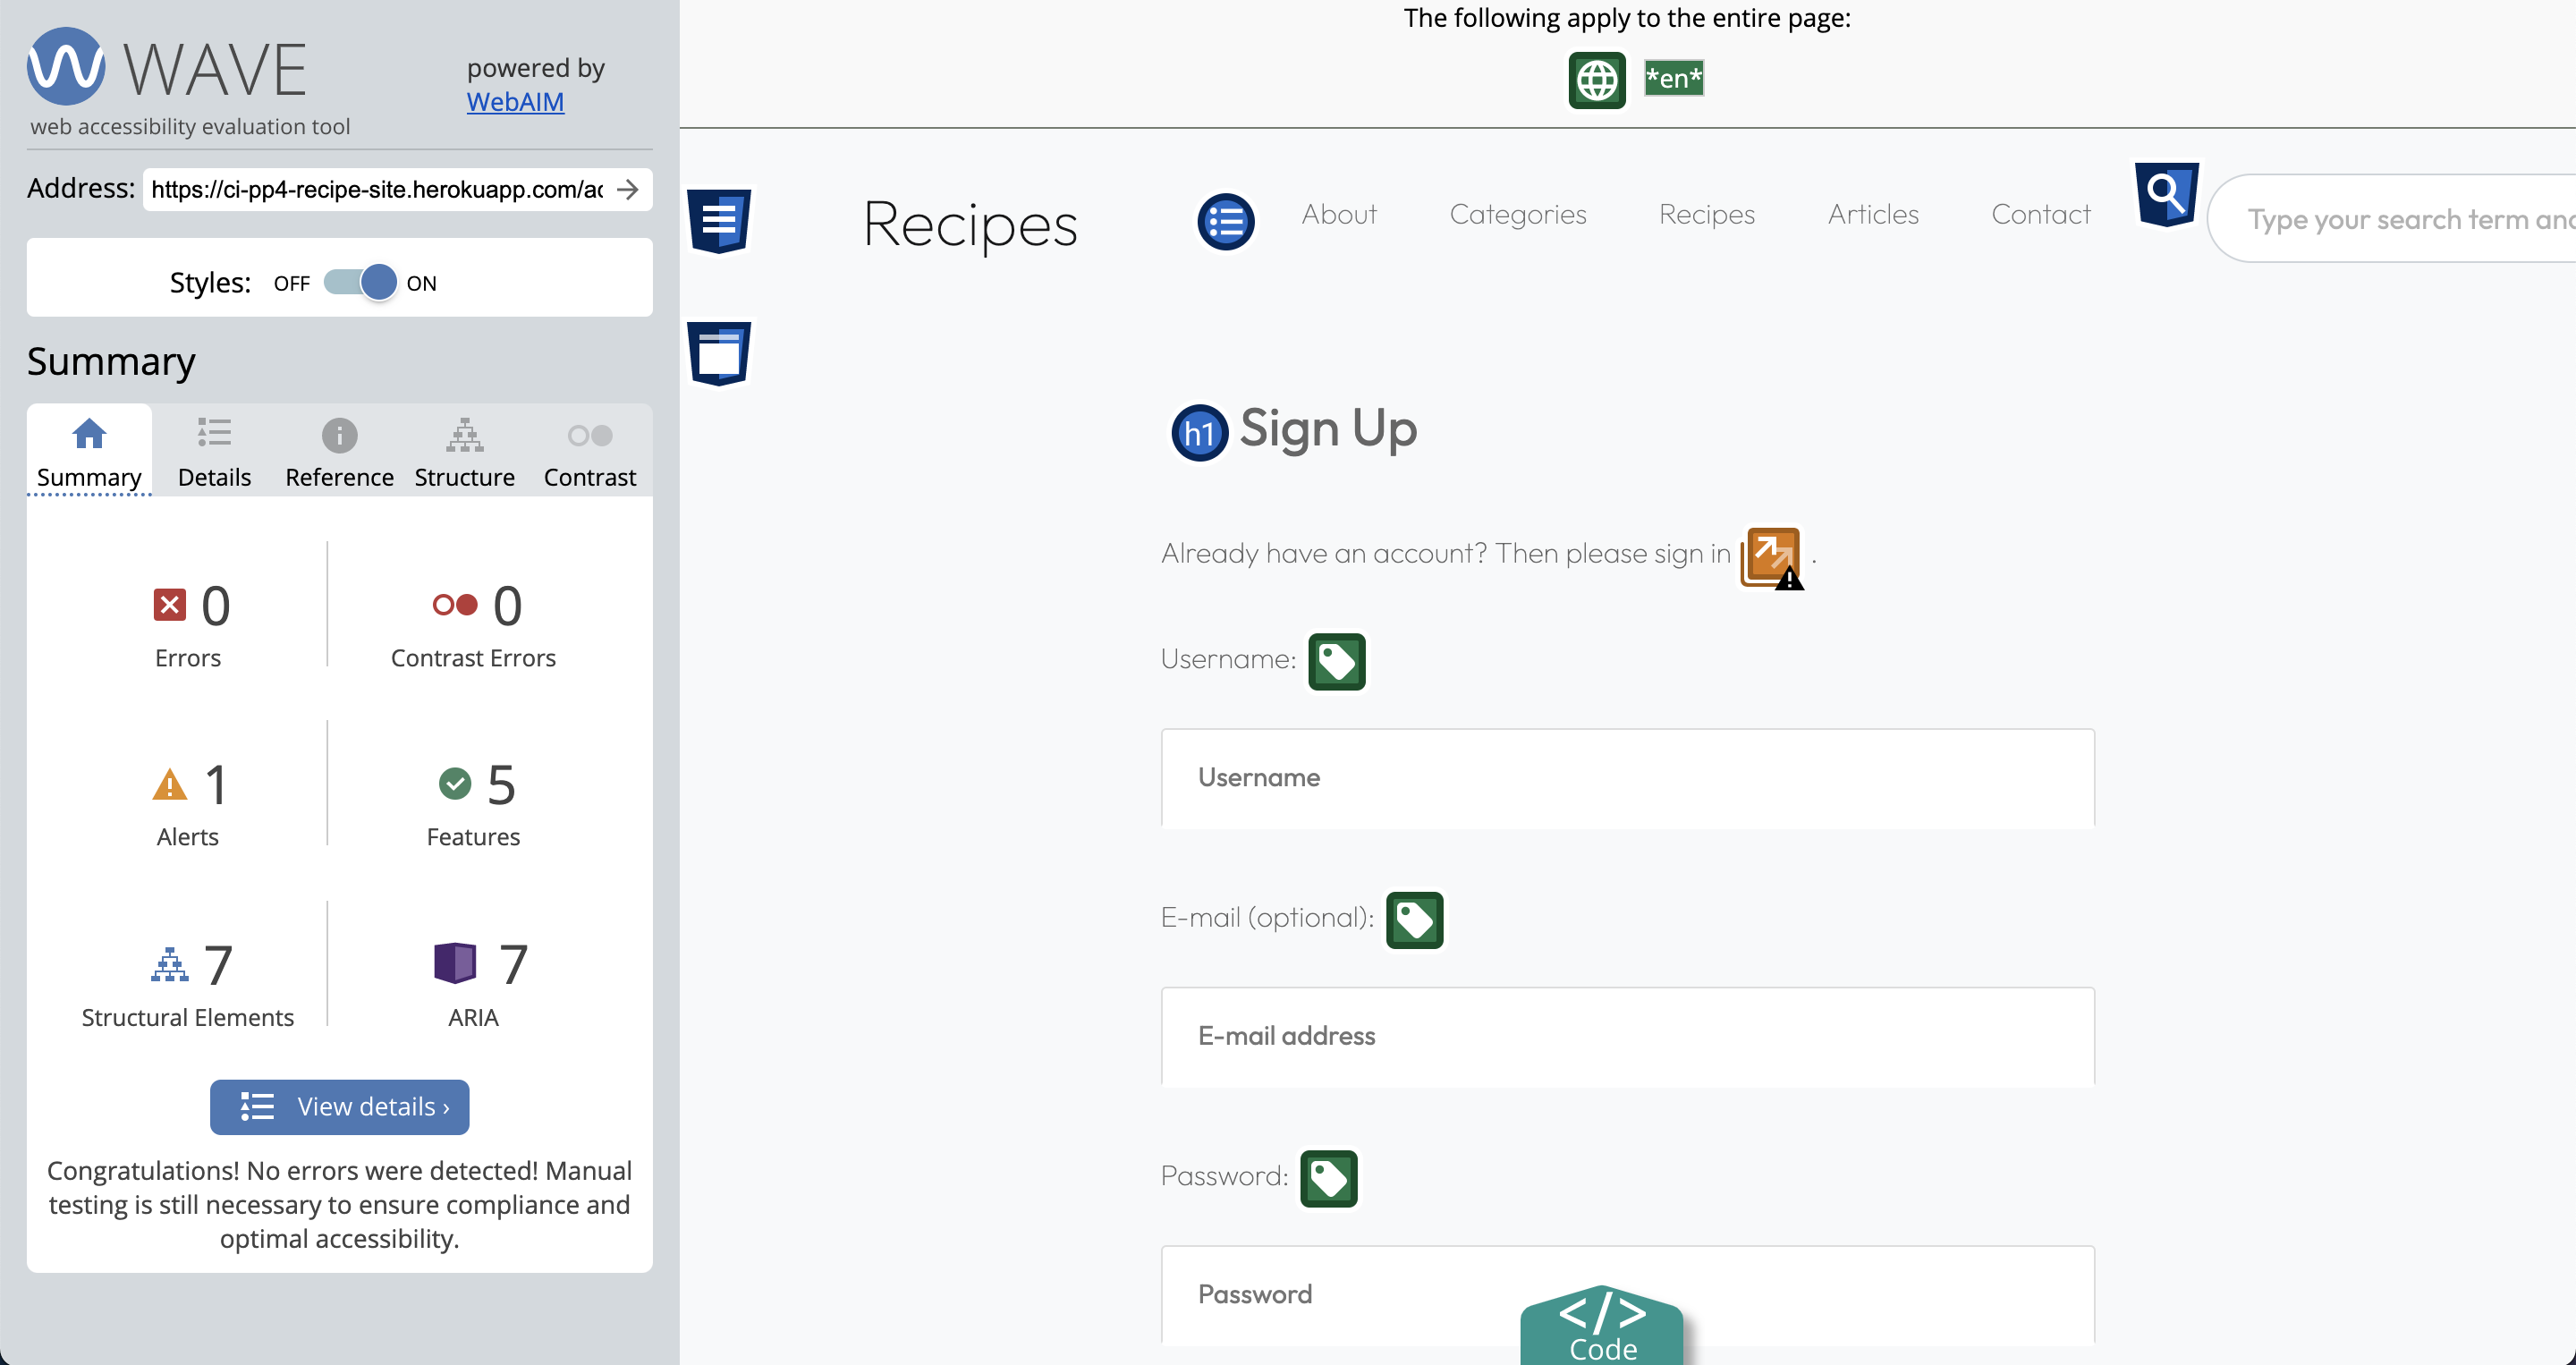 WAVE
powered by
WebAIM
web accessibility evaluation tool
Address: https://ci-pp4-recipe-site.herokuapp.com/ac
Styles: OFF ON
Summary
Summary Details Reference Structure Contrast
0
Errors
0
Contrast Errors
1
Alerts
5
Features
7
Structural Elements
7
ARIA
View details ›
Congratulations! No errors were detected! Manual
testing is still necessary to ensure compliance and
optimal accessibility.
The following apply to the entire page:
*en*
Recipes
About Categories Recipes Articles Contact
Type your search term and
h1 Sign Up
Already have an account? Then please sign in .
Username:
Username
E-mail (optional):
E-mail address
Password:
Password
</>
Code